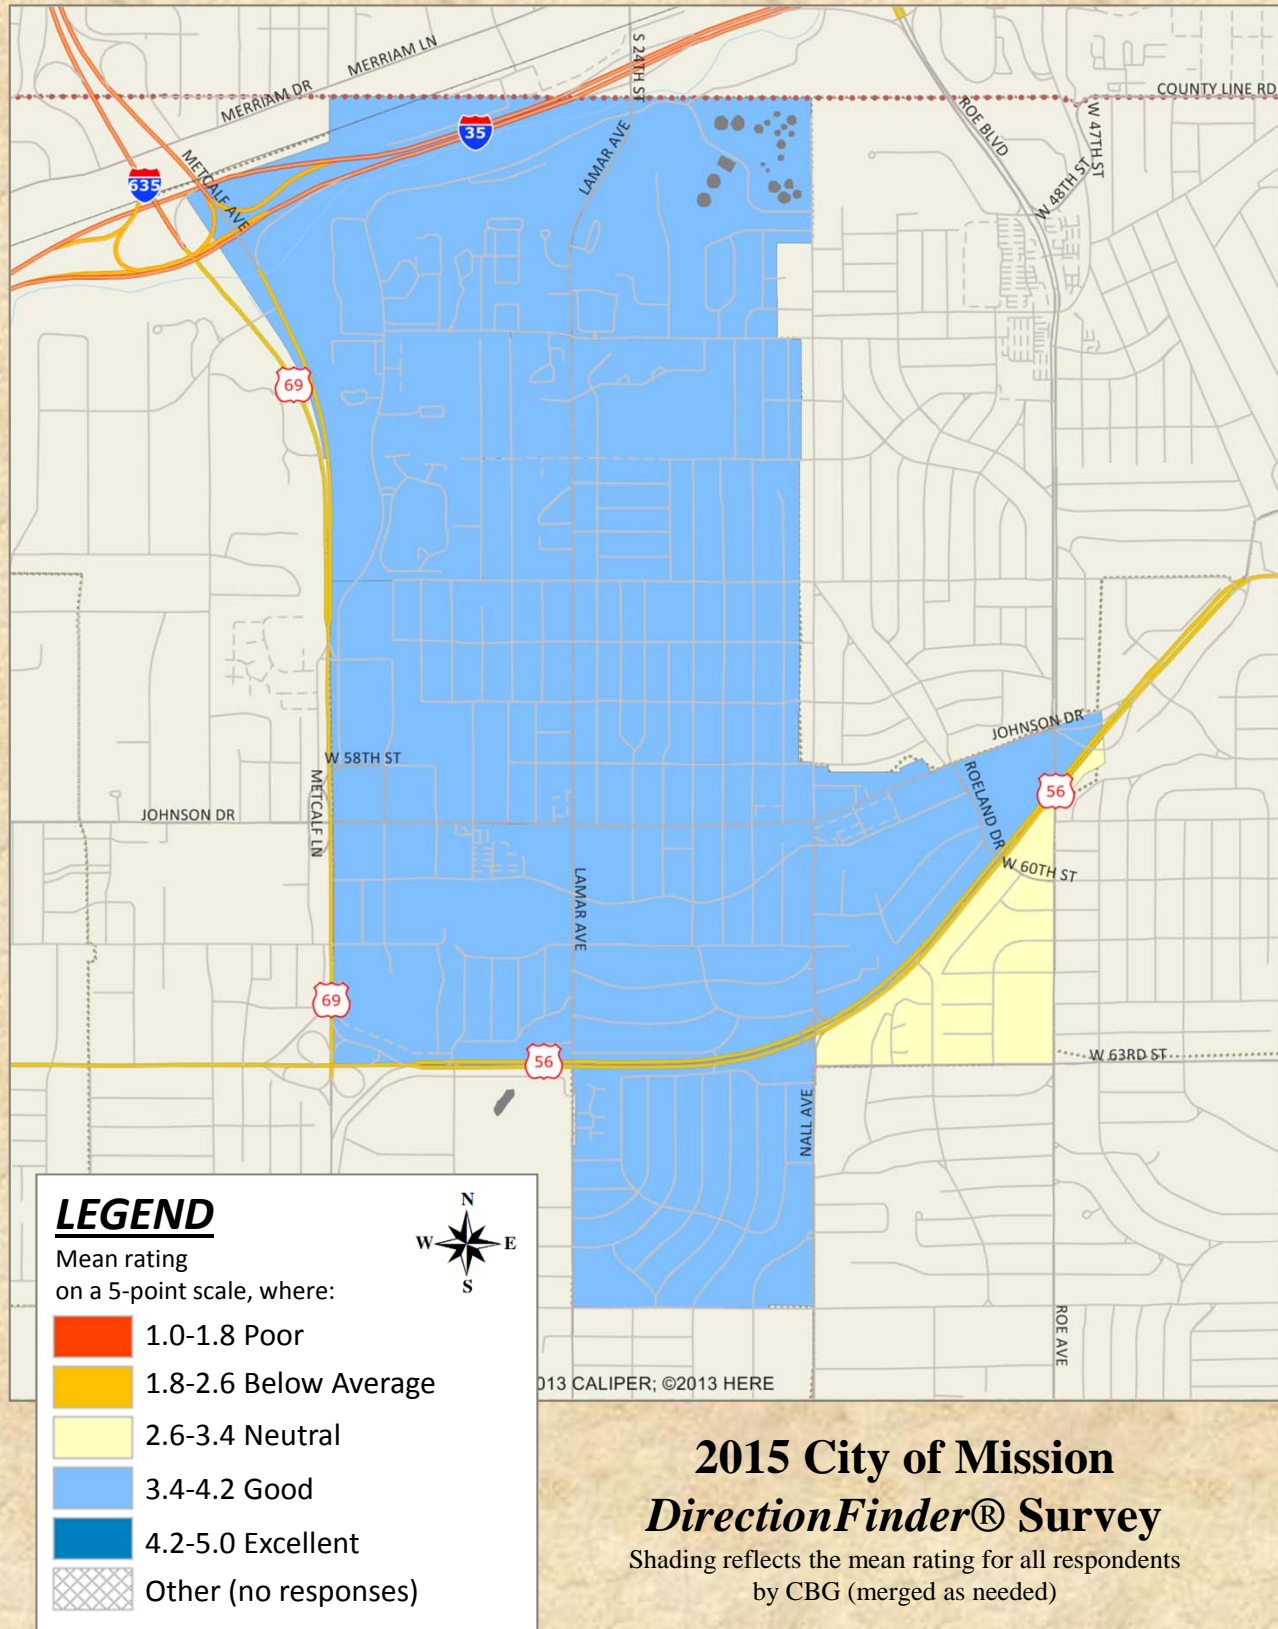 MERRIAM LN
S 24TH ST
MERRIAM DR
COUNTY LINE RD
35
LAMAR AVE
ROE BLVD
W 47TH ST
W 48TH ST
METCALF AVE
635
69
JOHNSON DR
W 58TH ST
METCALF LN
JOHNSON DR
ROELAND DR
56
W 60TH ST
LAMAR AVE
69
56
W 63RD ST
NALL AVE
ROE AVE
013 CALIPER; ©2013 HERE
LEGEND
Mean rating
on a 5-point scale, where:
N
W E
S
1.0-1.8 Poor
1.8-2.6 Below Average
2.6-3.4 Neutral
3.4-4.2 Good
4.2-5.0 Excellent
Other (no responses)
2015 City of Mission
DirectionFinder® Survey
Shading reflects the mean rating for all respondents
by CBG (merged as needed)